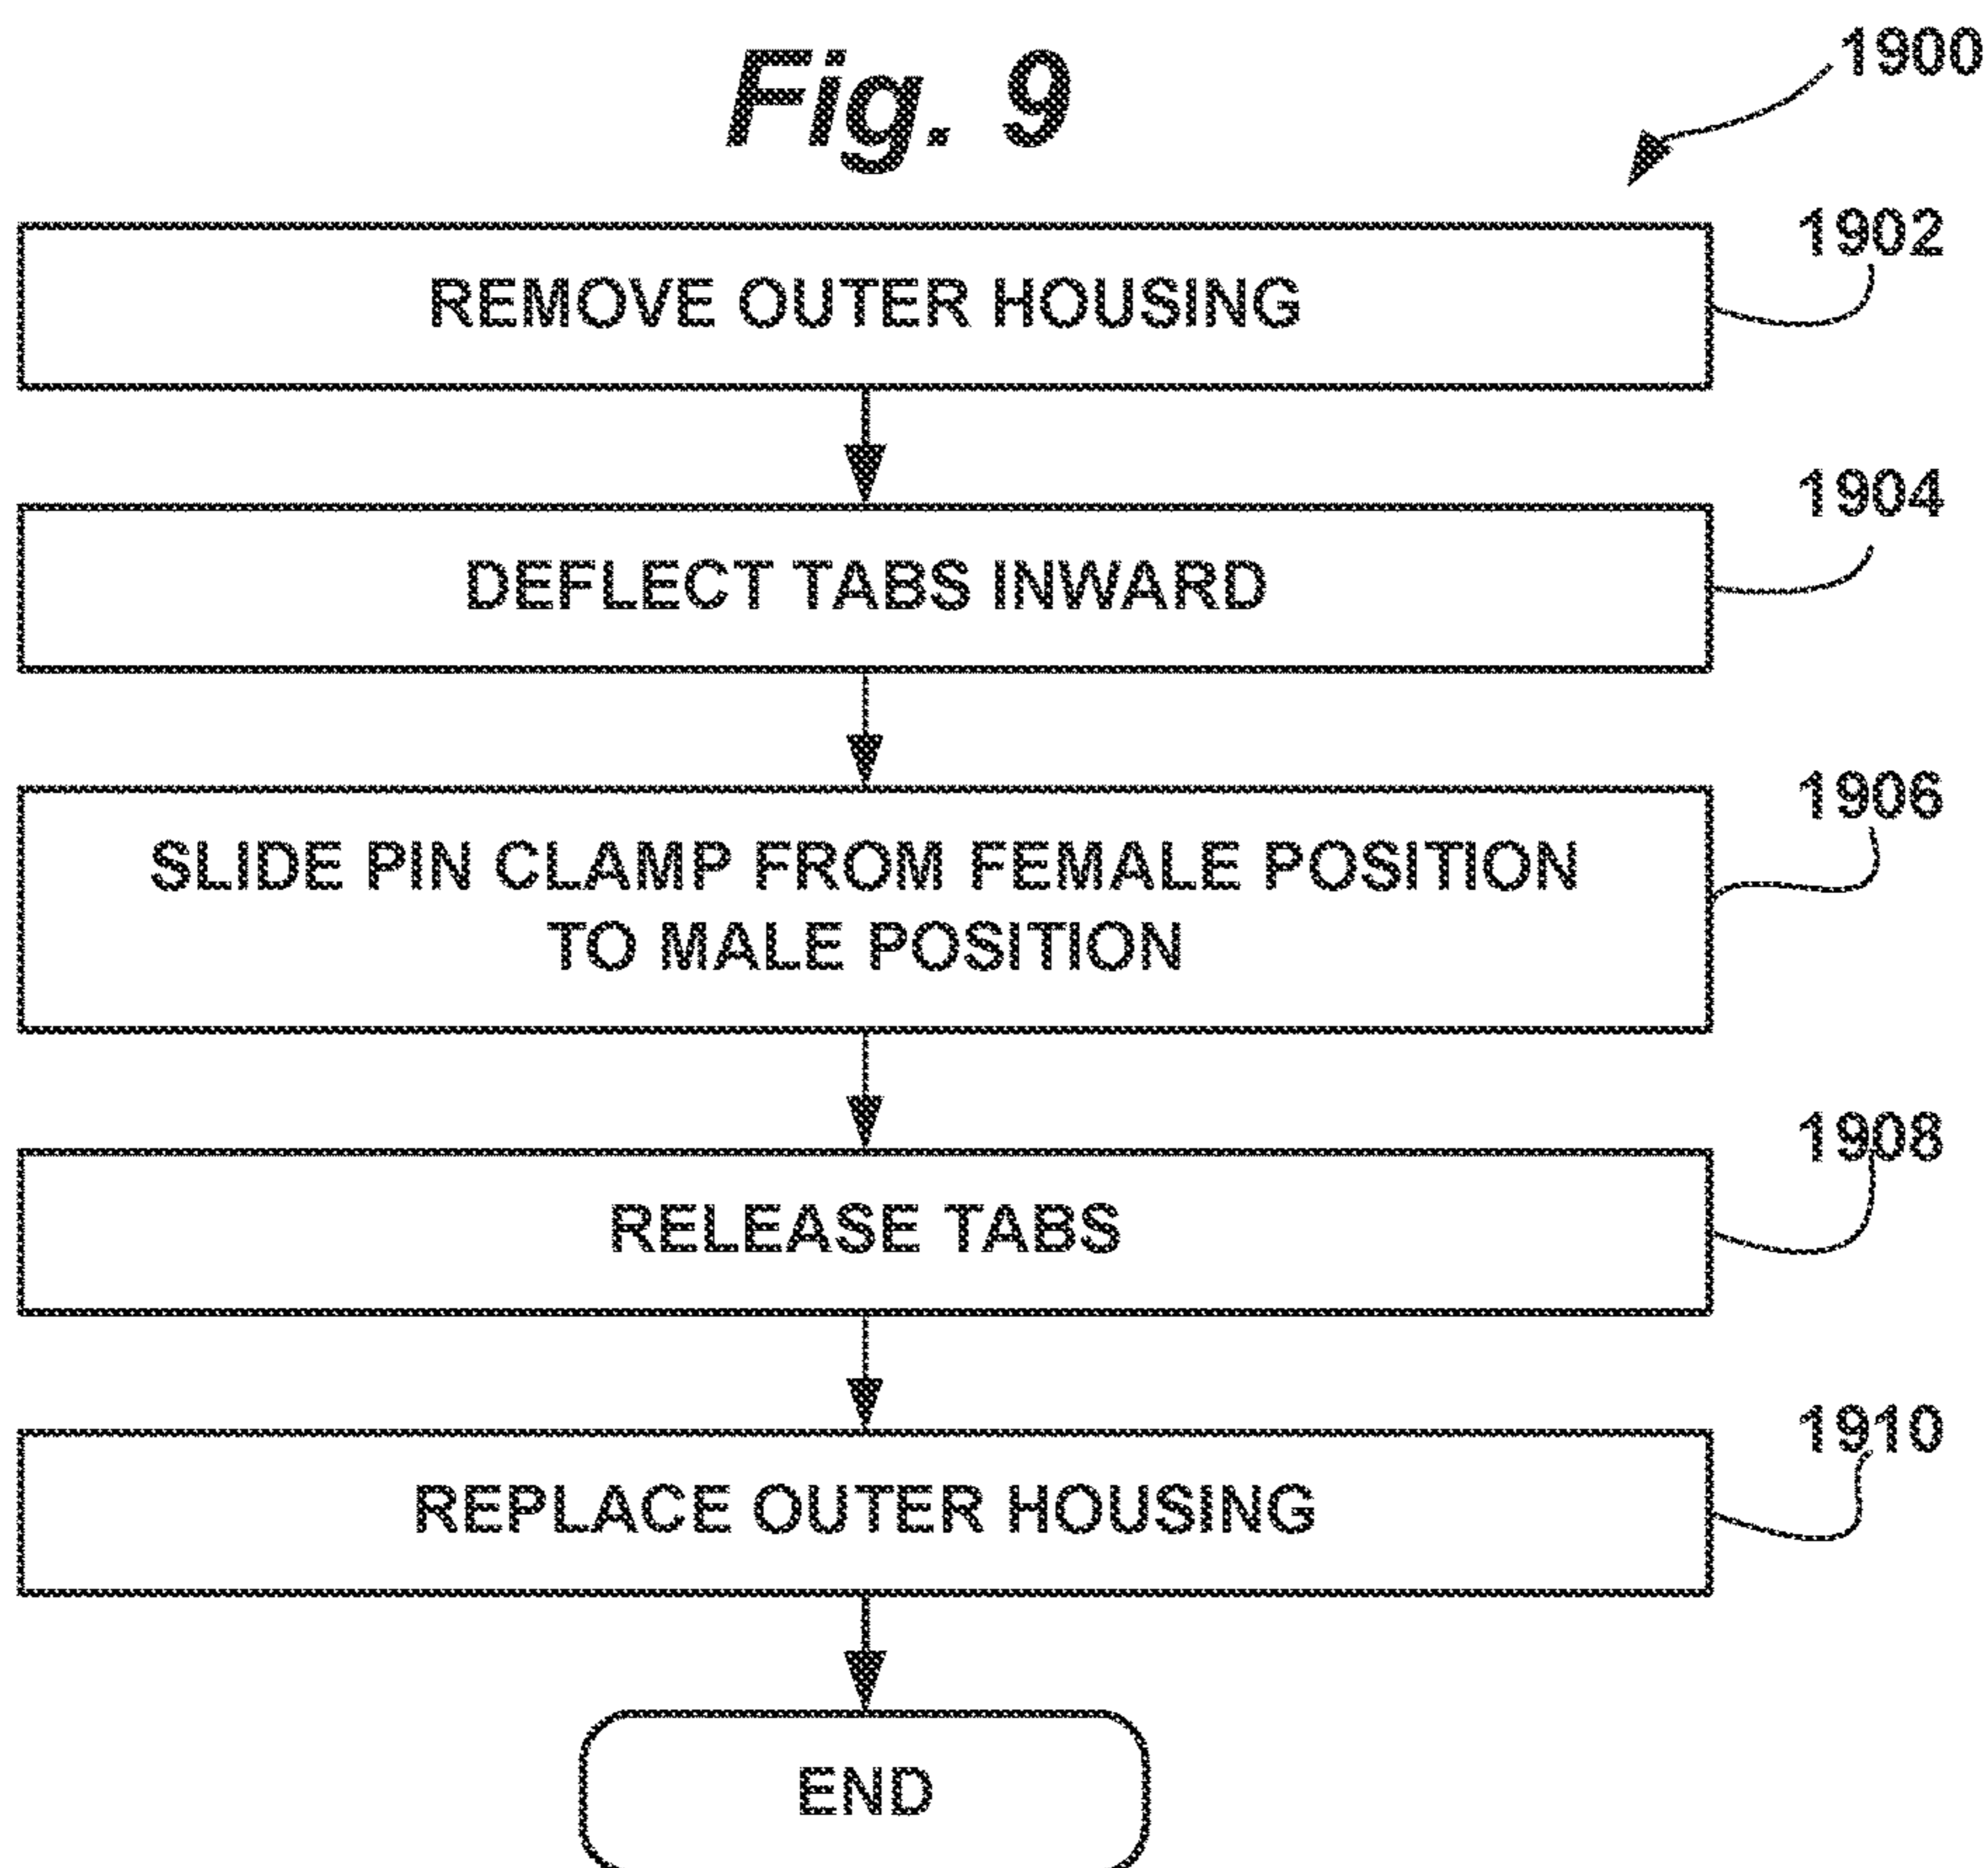 Fig. 9
1900
1902
REMOVE OUTER HOUSING
1904
DEFLECT TABS INWARD
1906
SLIDE PIN CLAMP FROM FEMALE POSITION
TO MALE POSITION
1908
RELEASE TABS
1910
REPLACE OUTER HOUSING
END